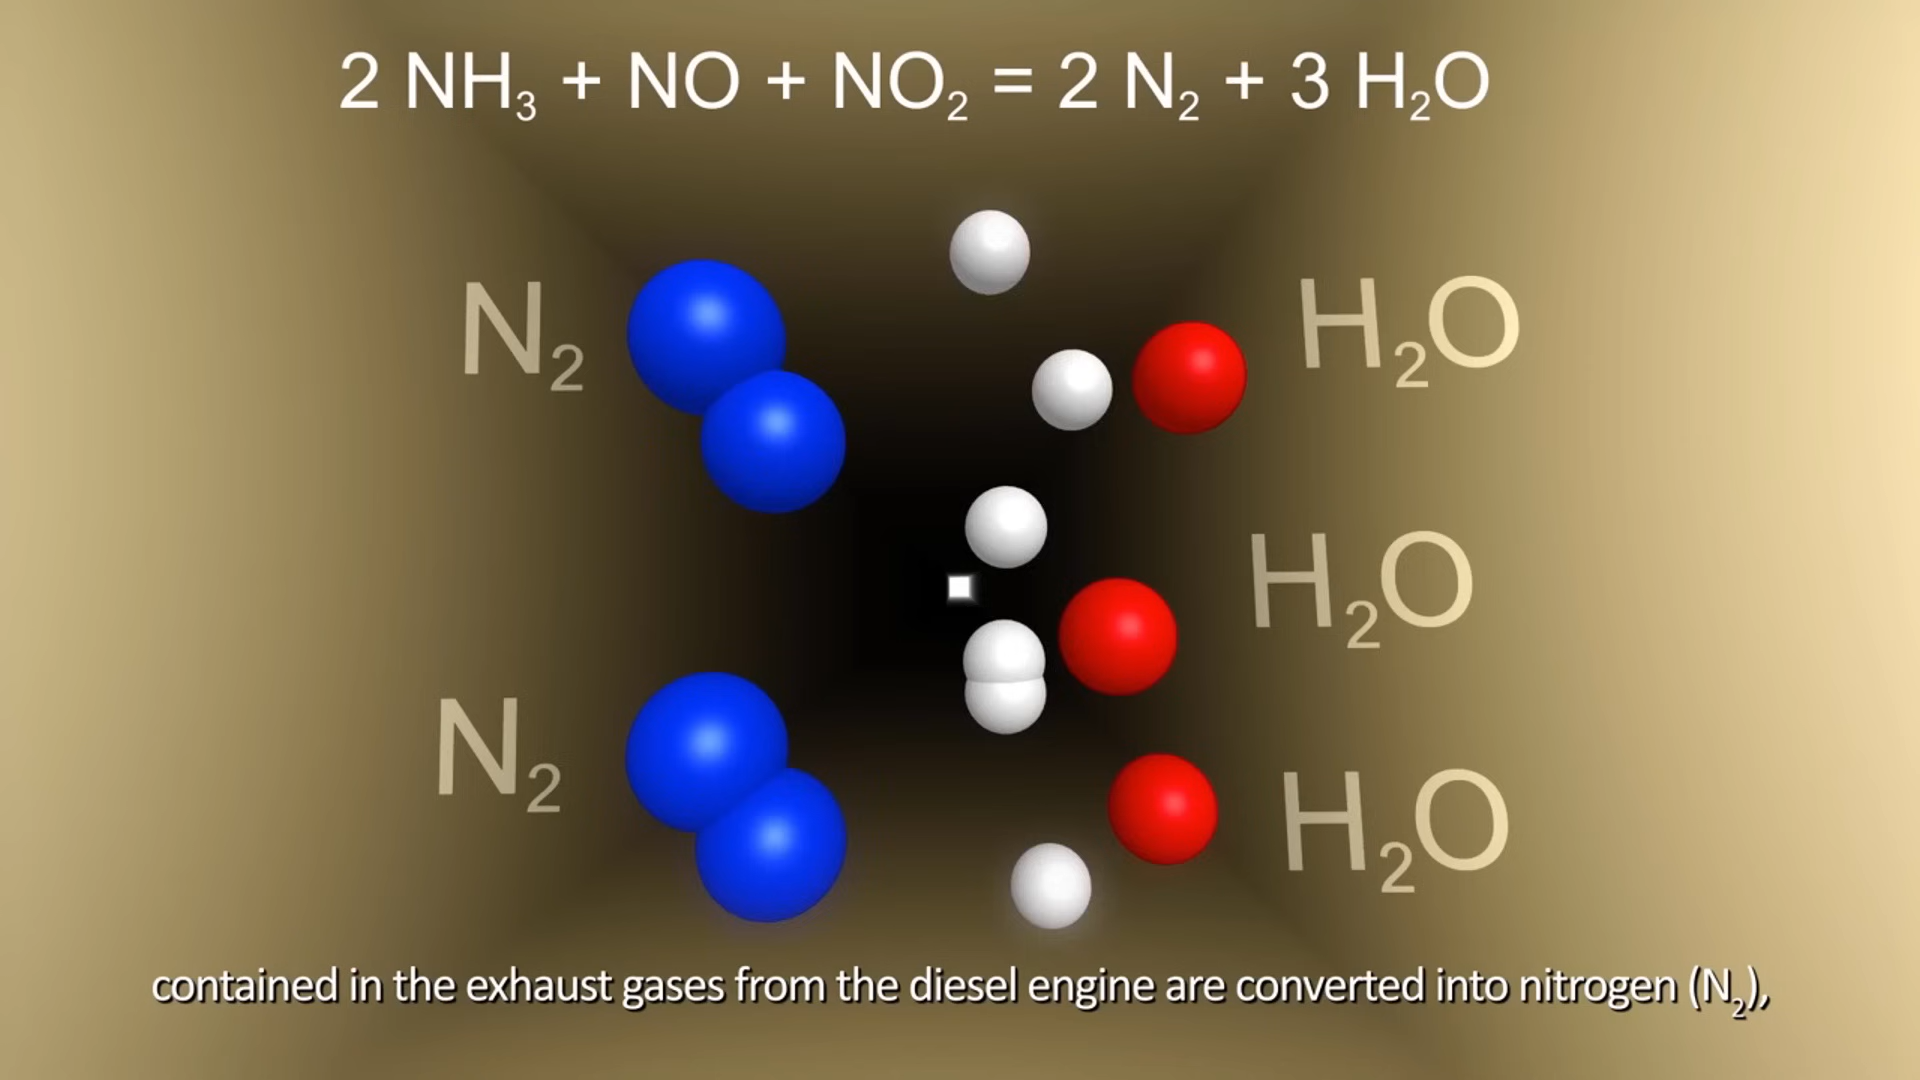 2 NH₃ + NO + NO₂ = 2 N₂ + 3 H₂O
N₂
H₂O
H₂O
N₂
H₂O
contained in the exhaust gases from the diesel engine are converted into nitrogen (N₂),